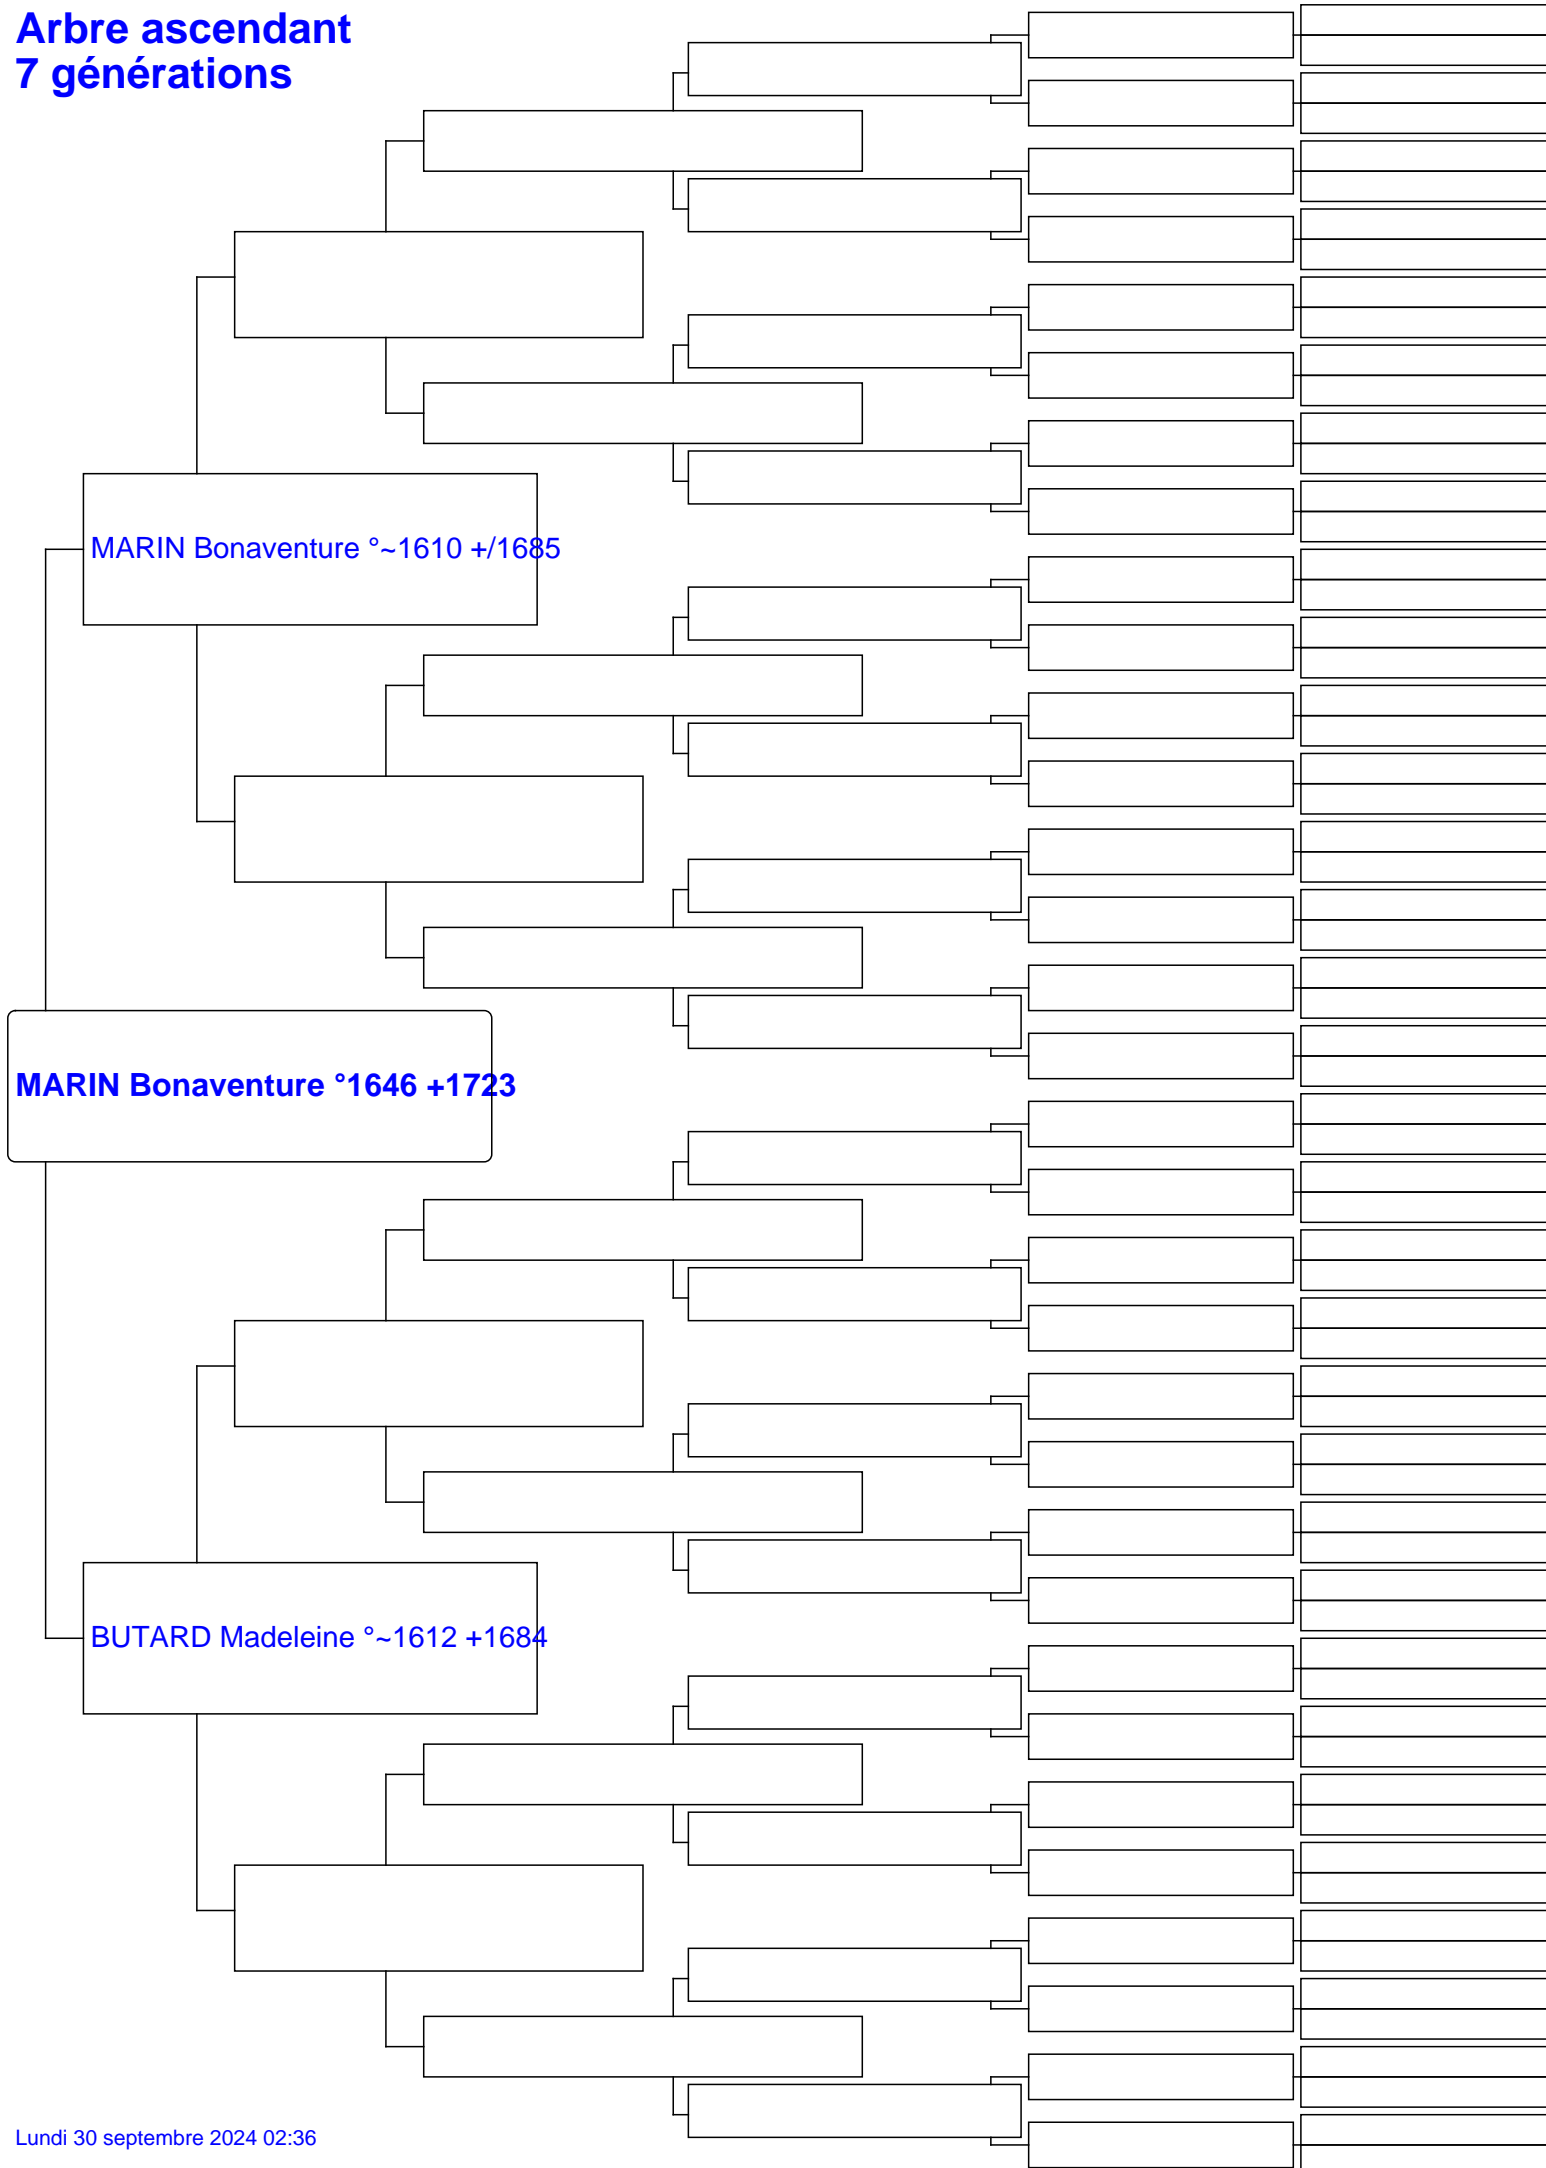 Arbre ascendant
7 générations
MARIN Bonaventure °~1610 +/1685
MARIN Bonaventure °1646 +1723
BUTARD Madeleine °~1612 +1684
Lundi 30 septembre 2024 02:36